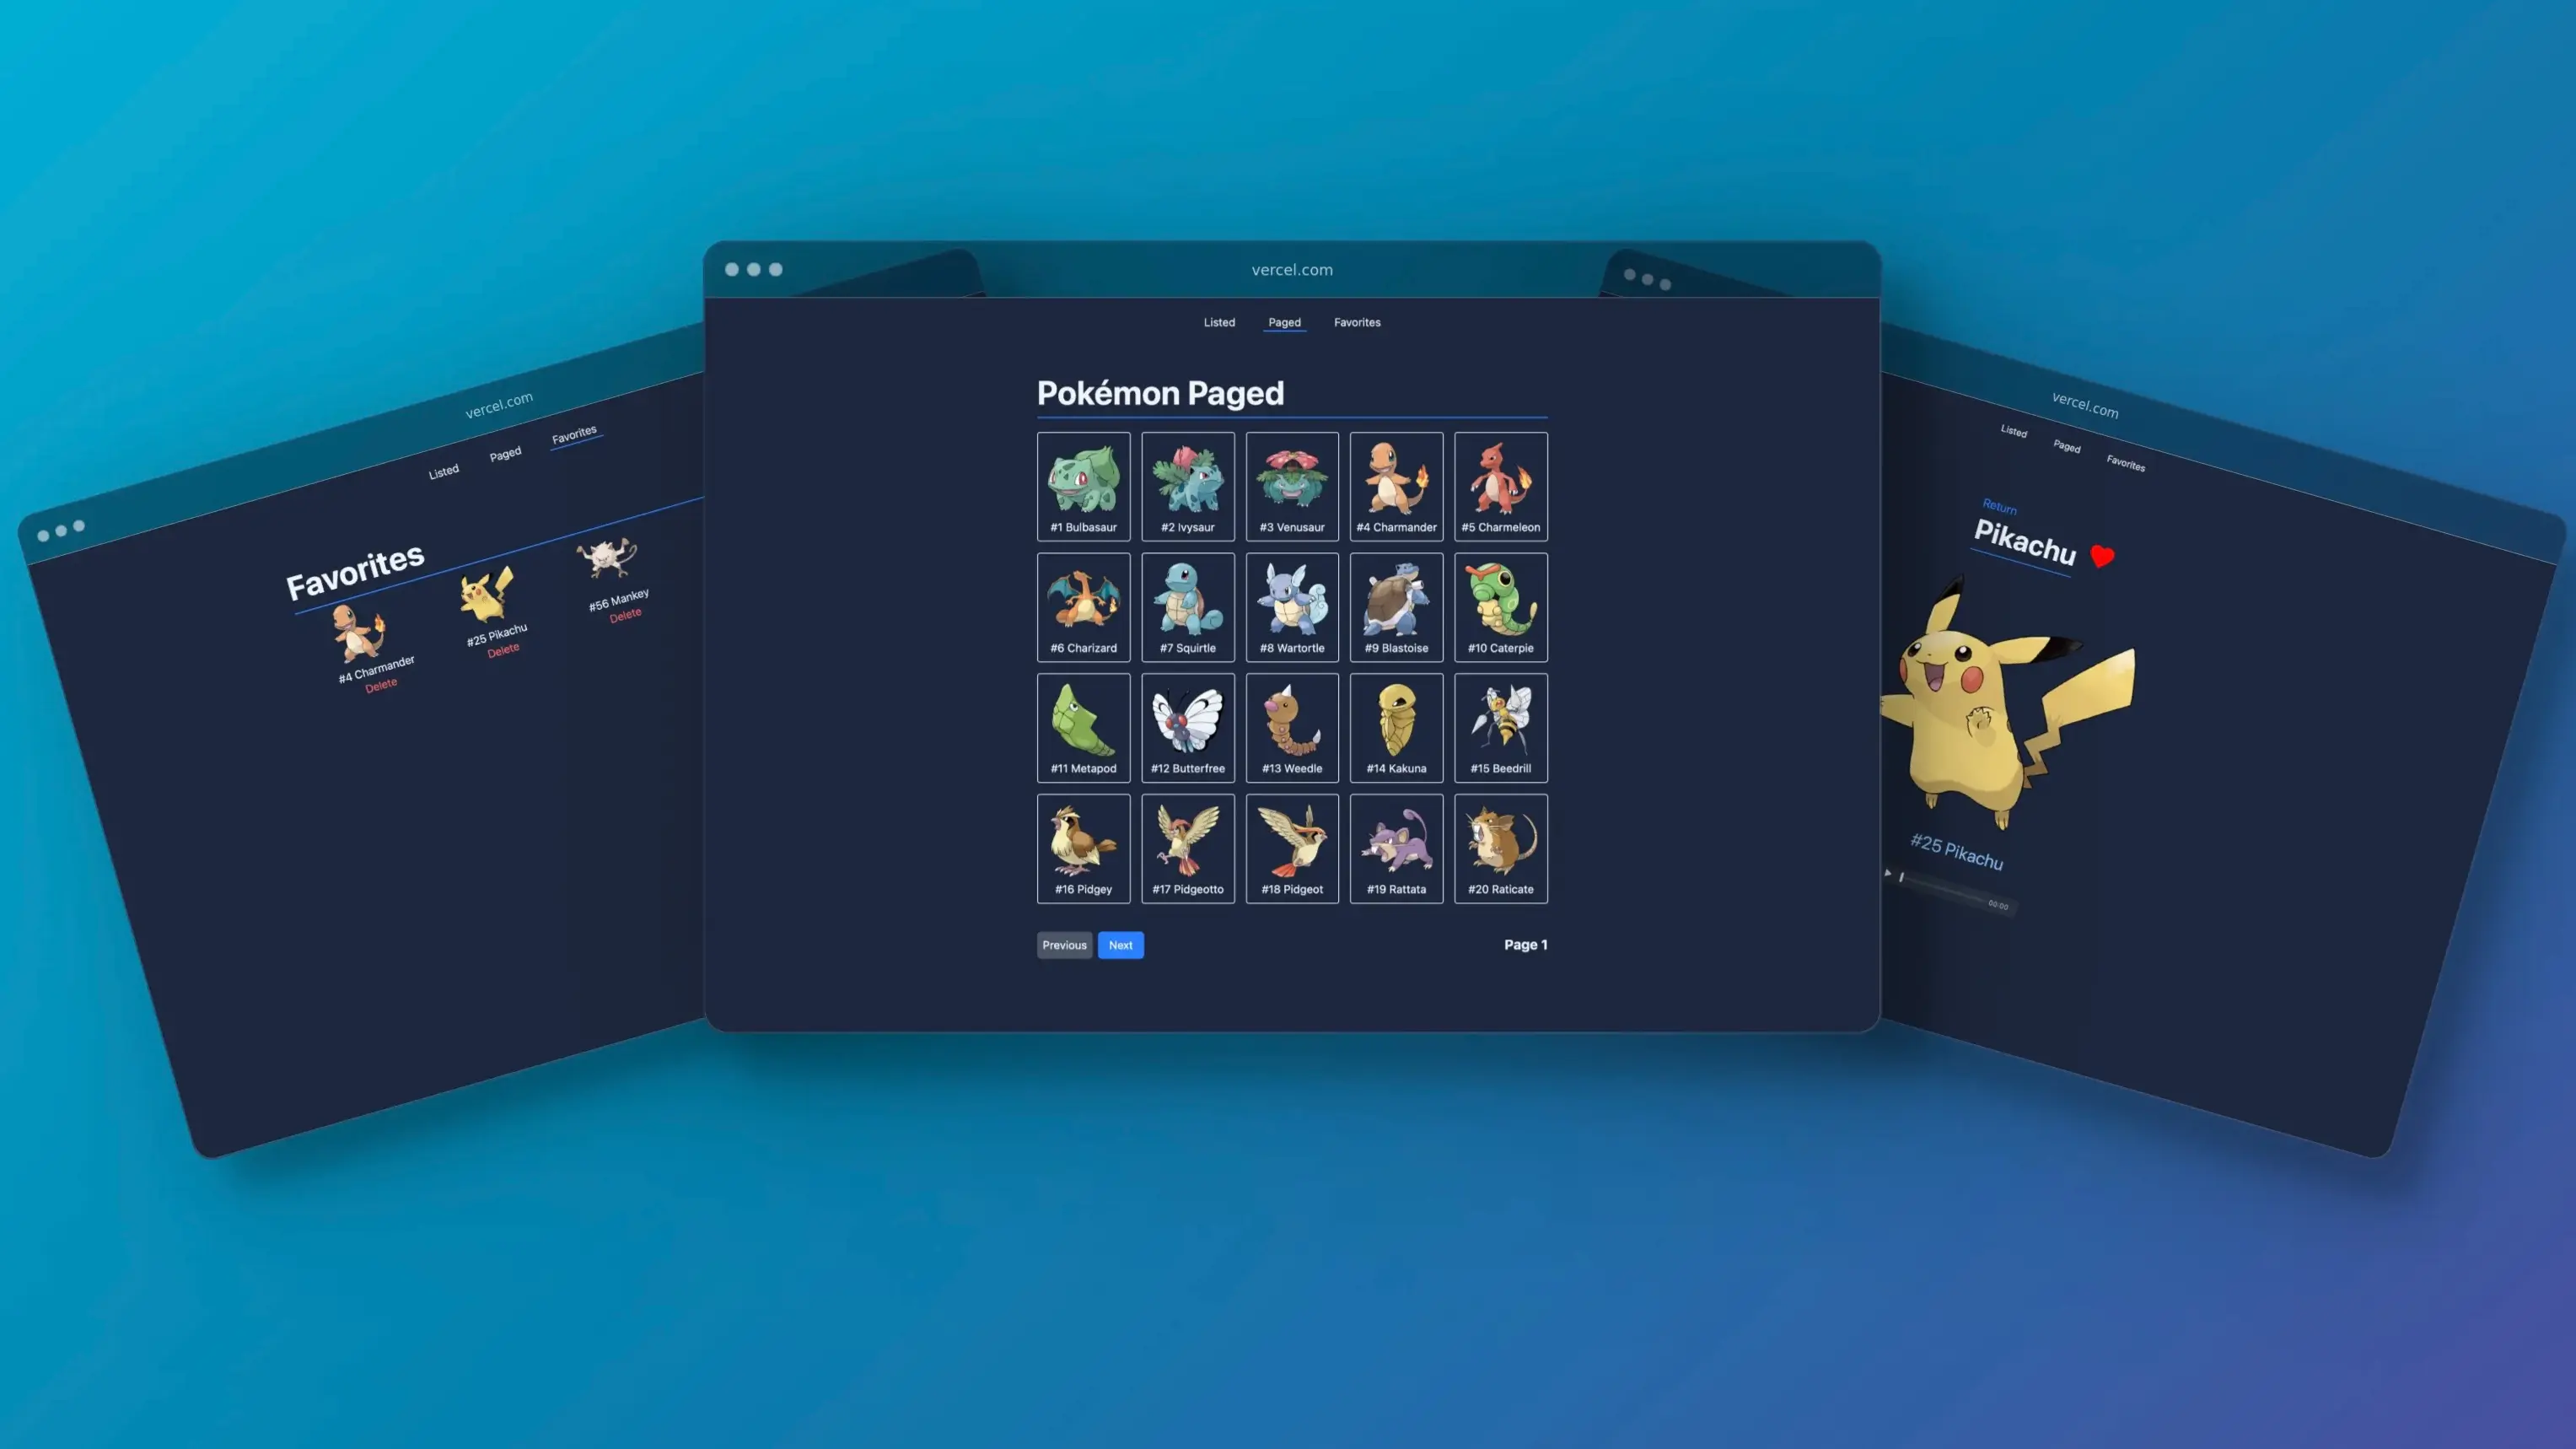 vercel.com
Listed Paged Favorites
Favorites
#4 Charmander
Delete
#25 Pikachu
Delete
#56 Mankey
Delete
vercel.com
Listed Paged Favorites
Pokémon Paged
#1 Bulbasaur #2 Ivysaur #3 Venusaur #4 Charmander #5 Charmeleon
#6 Charizard #7 Squirtle #8 Wartortle #9 Blastoise #10 Caterpie
#11 Metapod #12 Butterfree #13 Weedle #14 Kakuna #15 Beedrill
#16 Pidgey #17 Pidgeotto #18 Pidgeot #19 Rattata #20 Raticate
Previous Next Page 1
vercel.com
Listed Paged Favorites
Return
Pikachu
#25 Pikachu
00:00